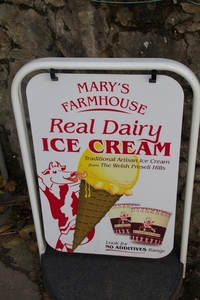 MARY'S
FARMHOUSE
Real Dairy
ICE CREAM
Traditional Artisan Ice Cream
from The Welsh Preseli Hills
Look for
NO ADDITIVES Range